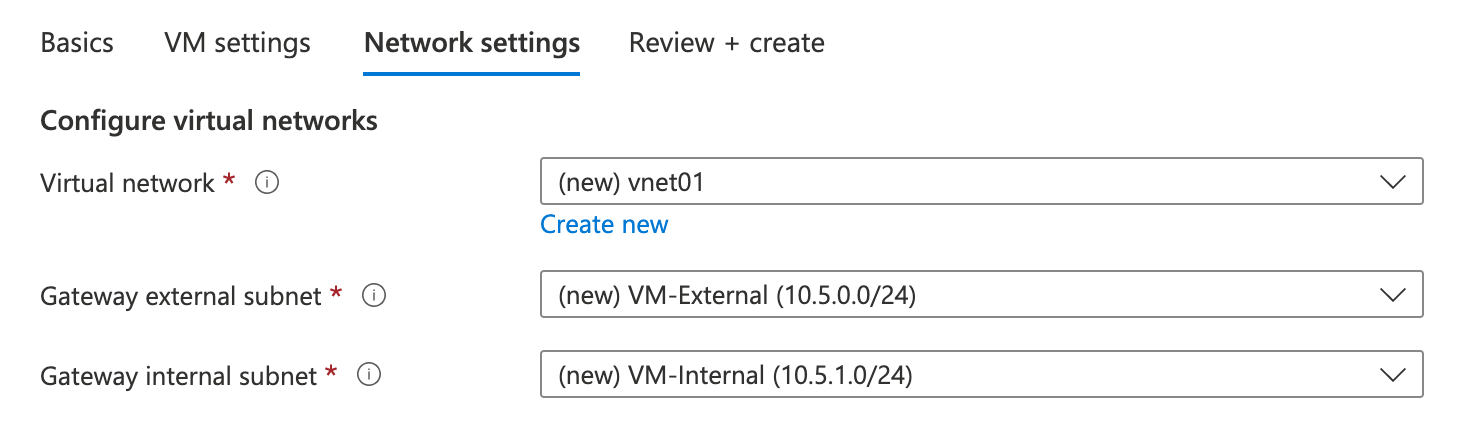 Basics VM settings Network settings Review + create
Configure virtual networks
Virtual network * (new) vnet01
Create new
Gateway external subnet * (new) VM-External (10.5.0.0/24)
Gateway internal subnet * (new) VM-Internal (10.5.1.0/24)